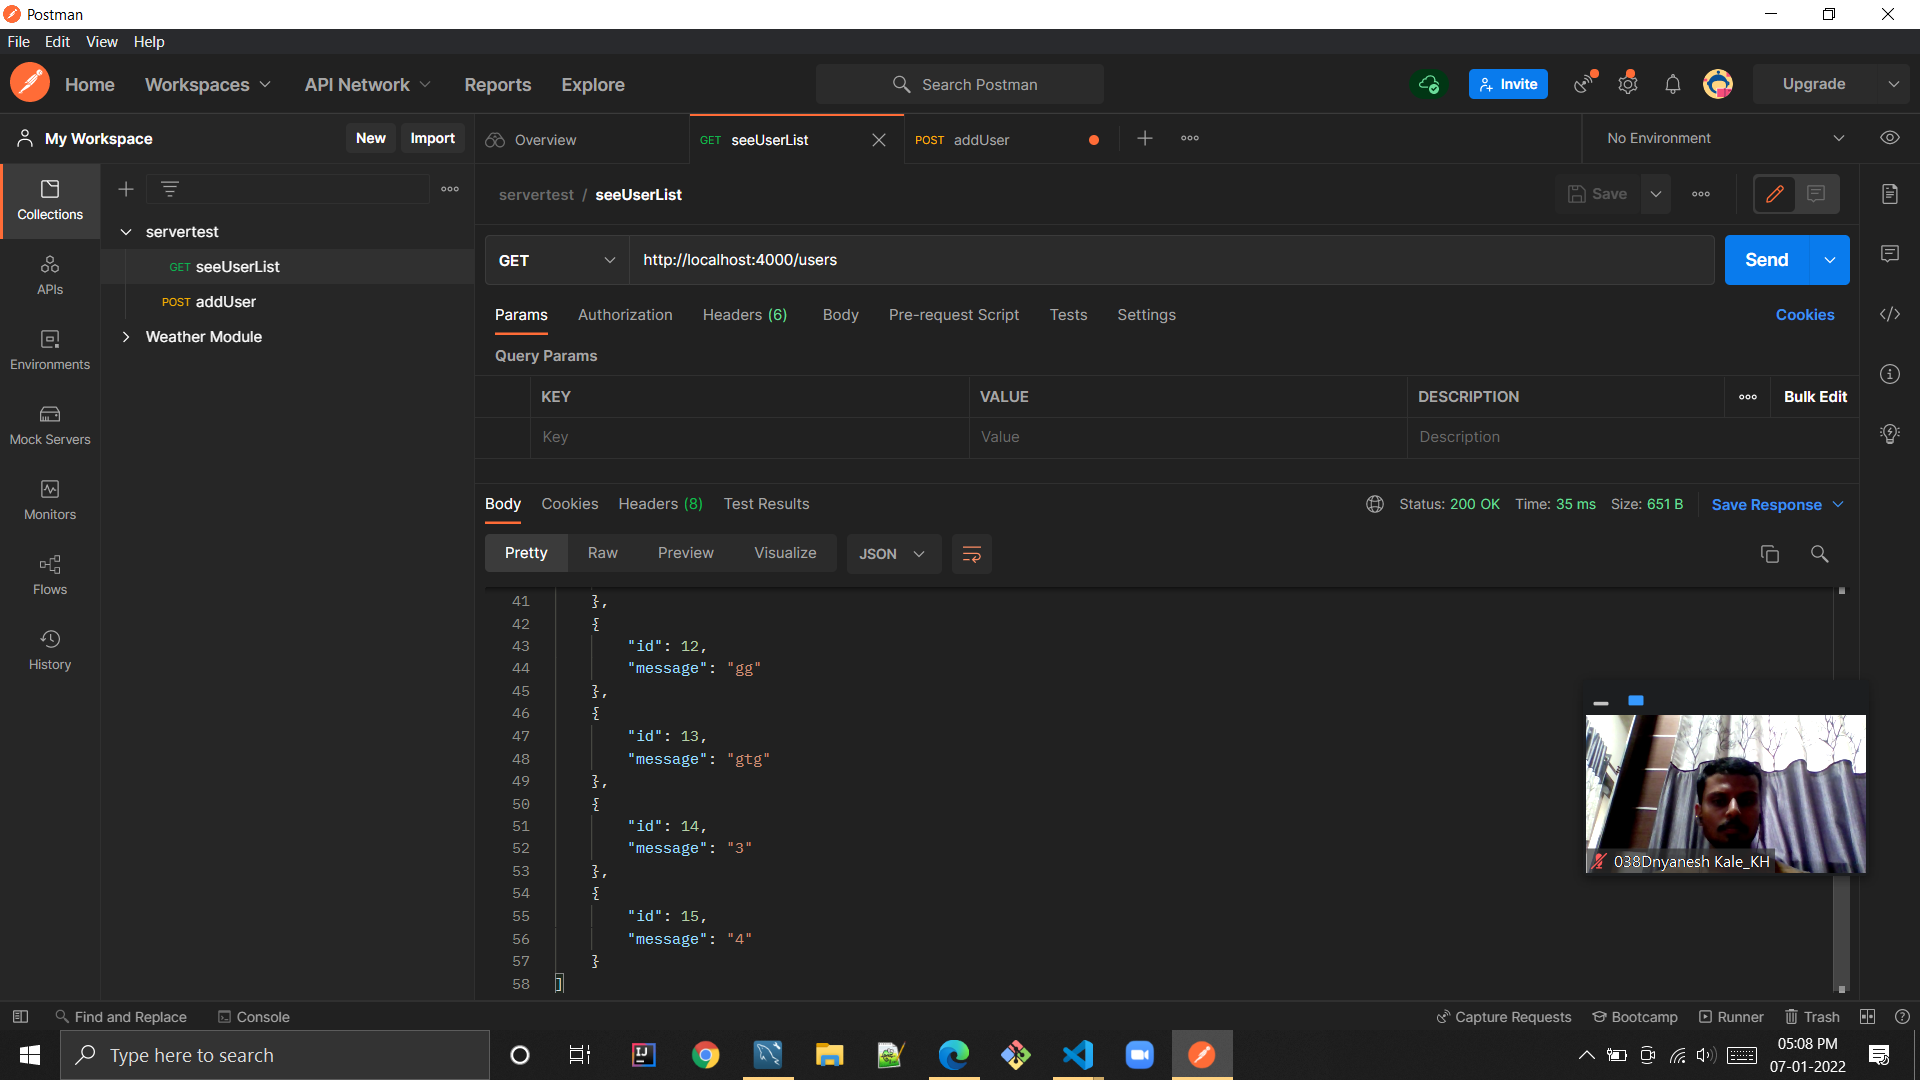 Postman
File Edit View Help
Home Workspaces API Network Reports Explore Search Postman Invite Upgrade
My Workspace New Import Overview GET seeUserList POST addUser No Environment
Collections
APIs
Environments
Mock Servers
Monitors
Flows
History
servertest
GET seeUserList
POST addUser
Weather Module
servertest / seeUserList Save
GET http://localhost:4000/users Send
Params Authorization Headers (6) Body Pre-request Script Tests Settings Cookies
Query Params
KEY VALUE DESCRIPTION Bulk Edit
Key Value Description
Body Cookies Headers (8) Test Results Status: 200 OK Time: 35 ms Size: 651 B Save Response
Pretty Raw Preview Visualize JSON
41 },
42 {
43 "id": 12,
44 "message": "gg"
45 },
46 {
47 "id": 13,
48 "message": "gtg"
49 },
50 {
51 "id": 14,
52 "message": "3"
53 },
54 {
55 "id": 15,
56 "message": "4"
57 }
58 ]
038Dnyanesh Kale_KH
Find and Replace Console Capture Requests Bootcamp Runner Trash
Type here to search
05:08 PM
07-01-2022